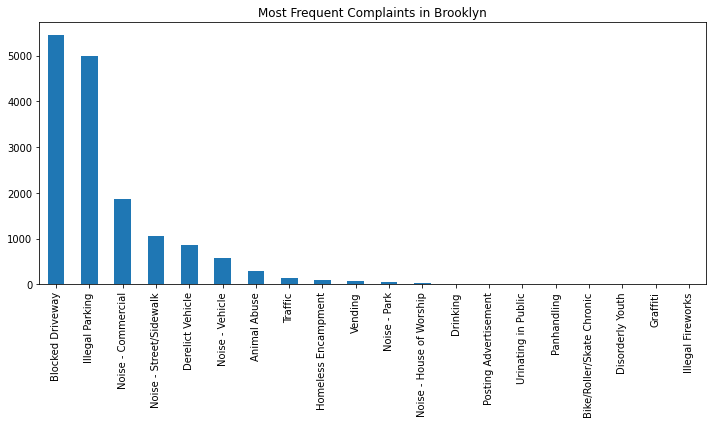 Most Frequent Complaints in Brooklyn
5000
4000
3000
2000
1000
0
Blocked Driveway
Illegal Parking
Noise - Commercial
Noise - Street/Sidewalk
Derelict Vehicle
Noise - Vehicle
Animal Abuse
Traffic
Homeless Encampment
Vending
Noise - Park
Noise - House of Worship
Drinking
Posting Advertisement
Urinating in Public
Panhandling
Bike/Roller/Skate Chronic
Disorderly Youth
Graffiti
Illegal Fireworks